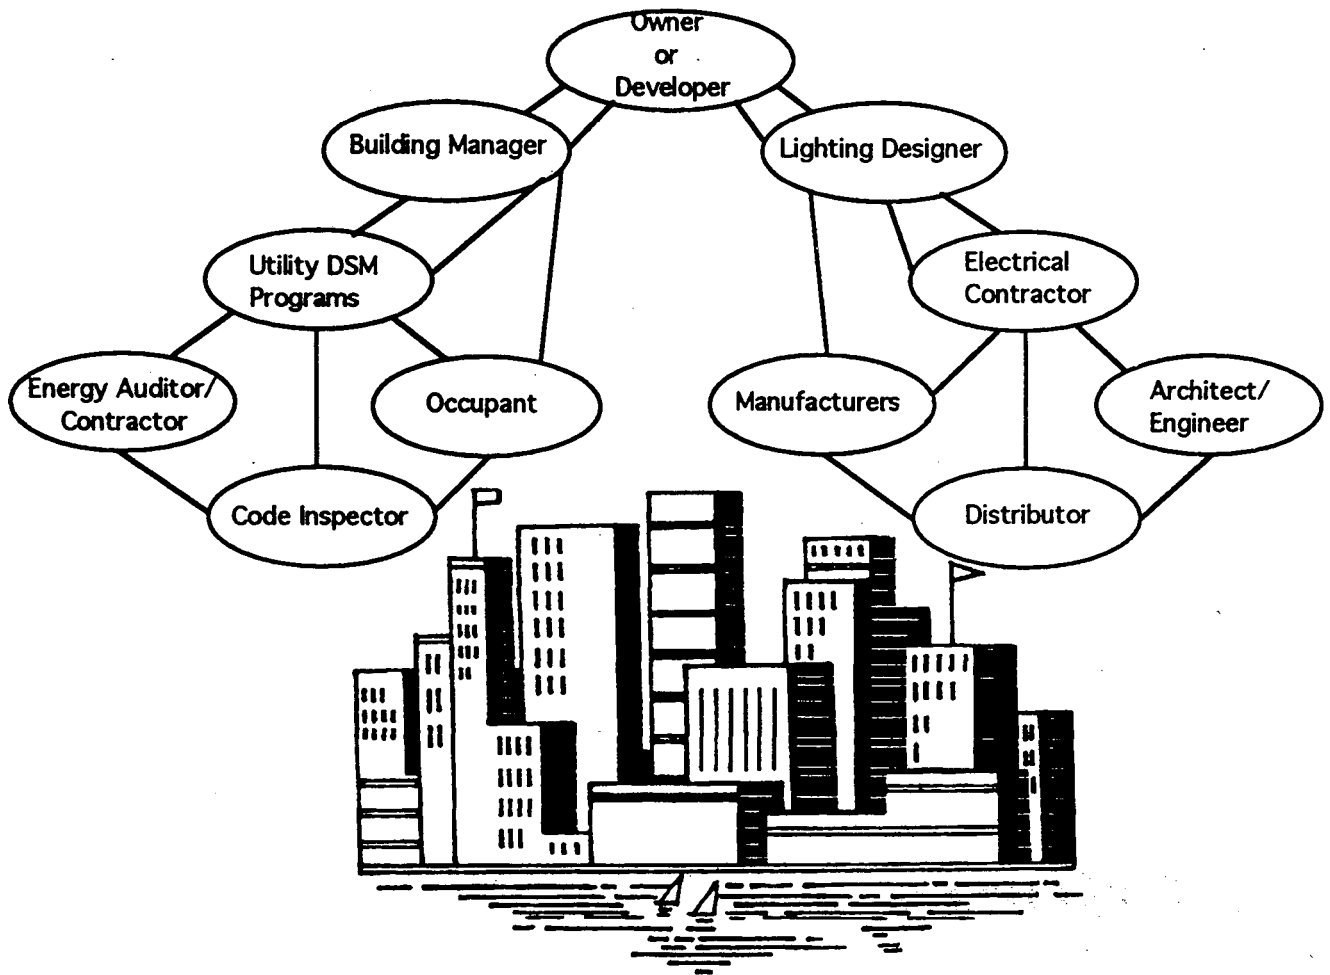 Owner
or
Developer
Building Manager
Lighting Designer
Utility DSM
Programs
Electrical
Contractor
Energy Auditor/
Contractor
Occupant
Manufacturers
Architect/
Engineer
Code Inspector
Distributor